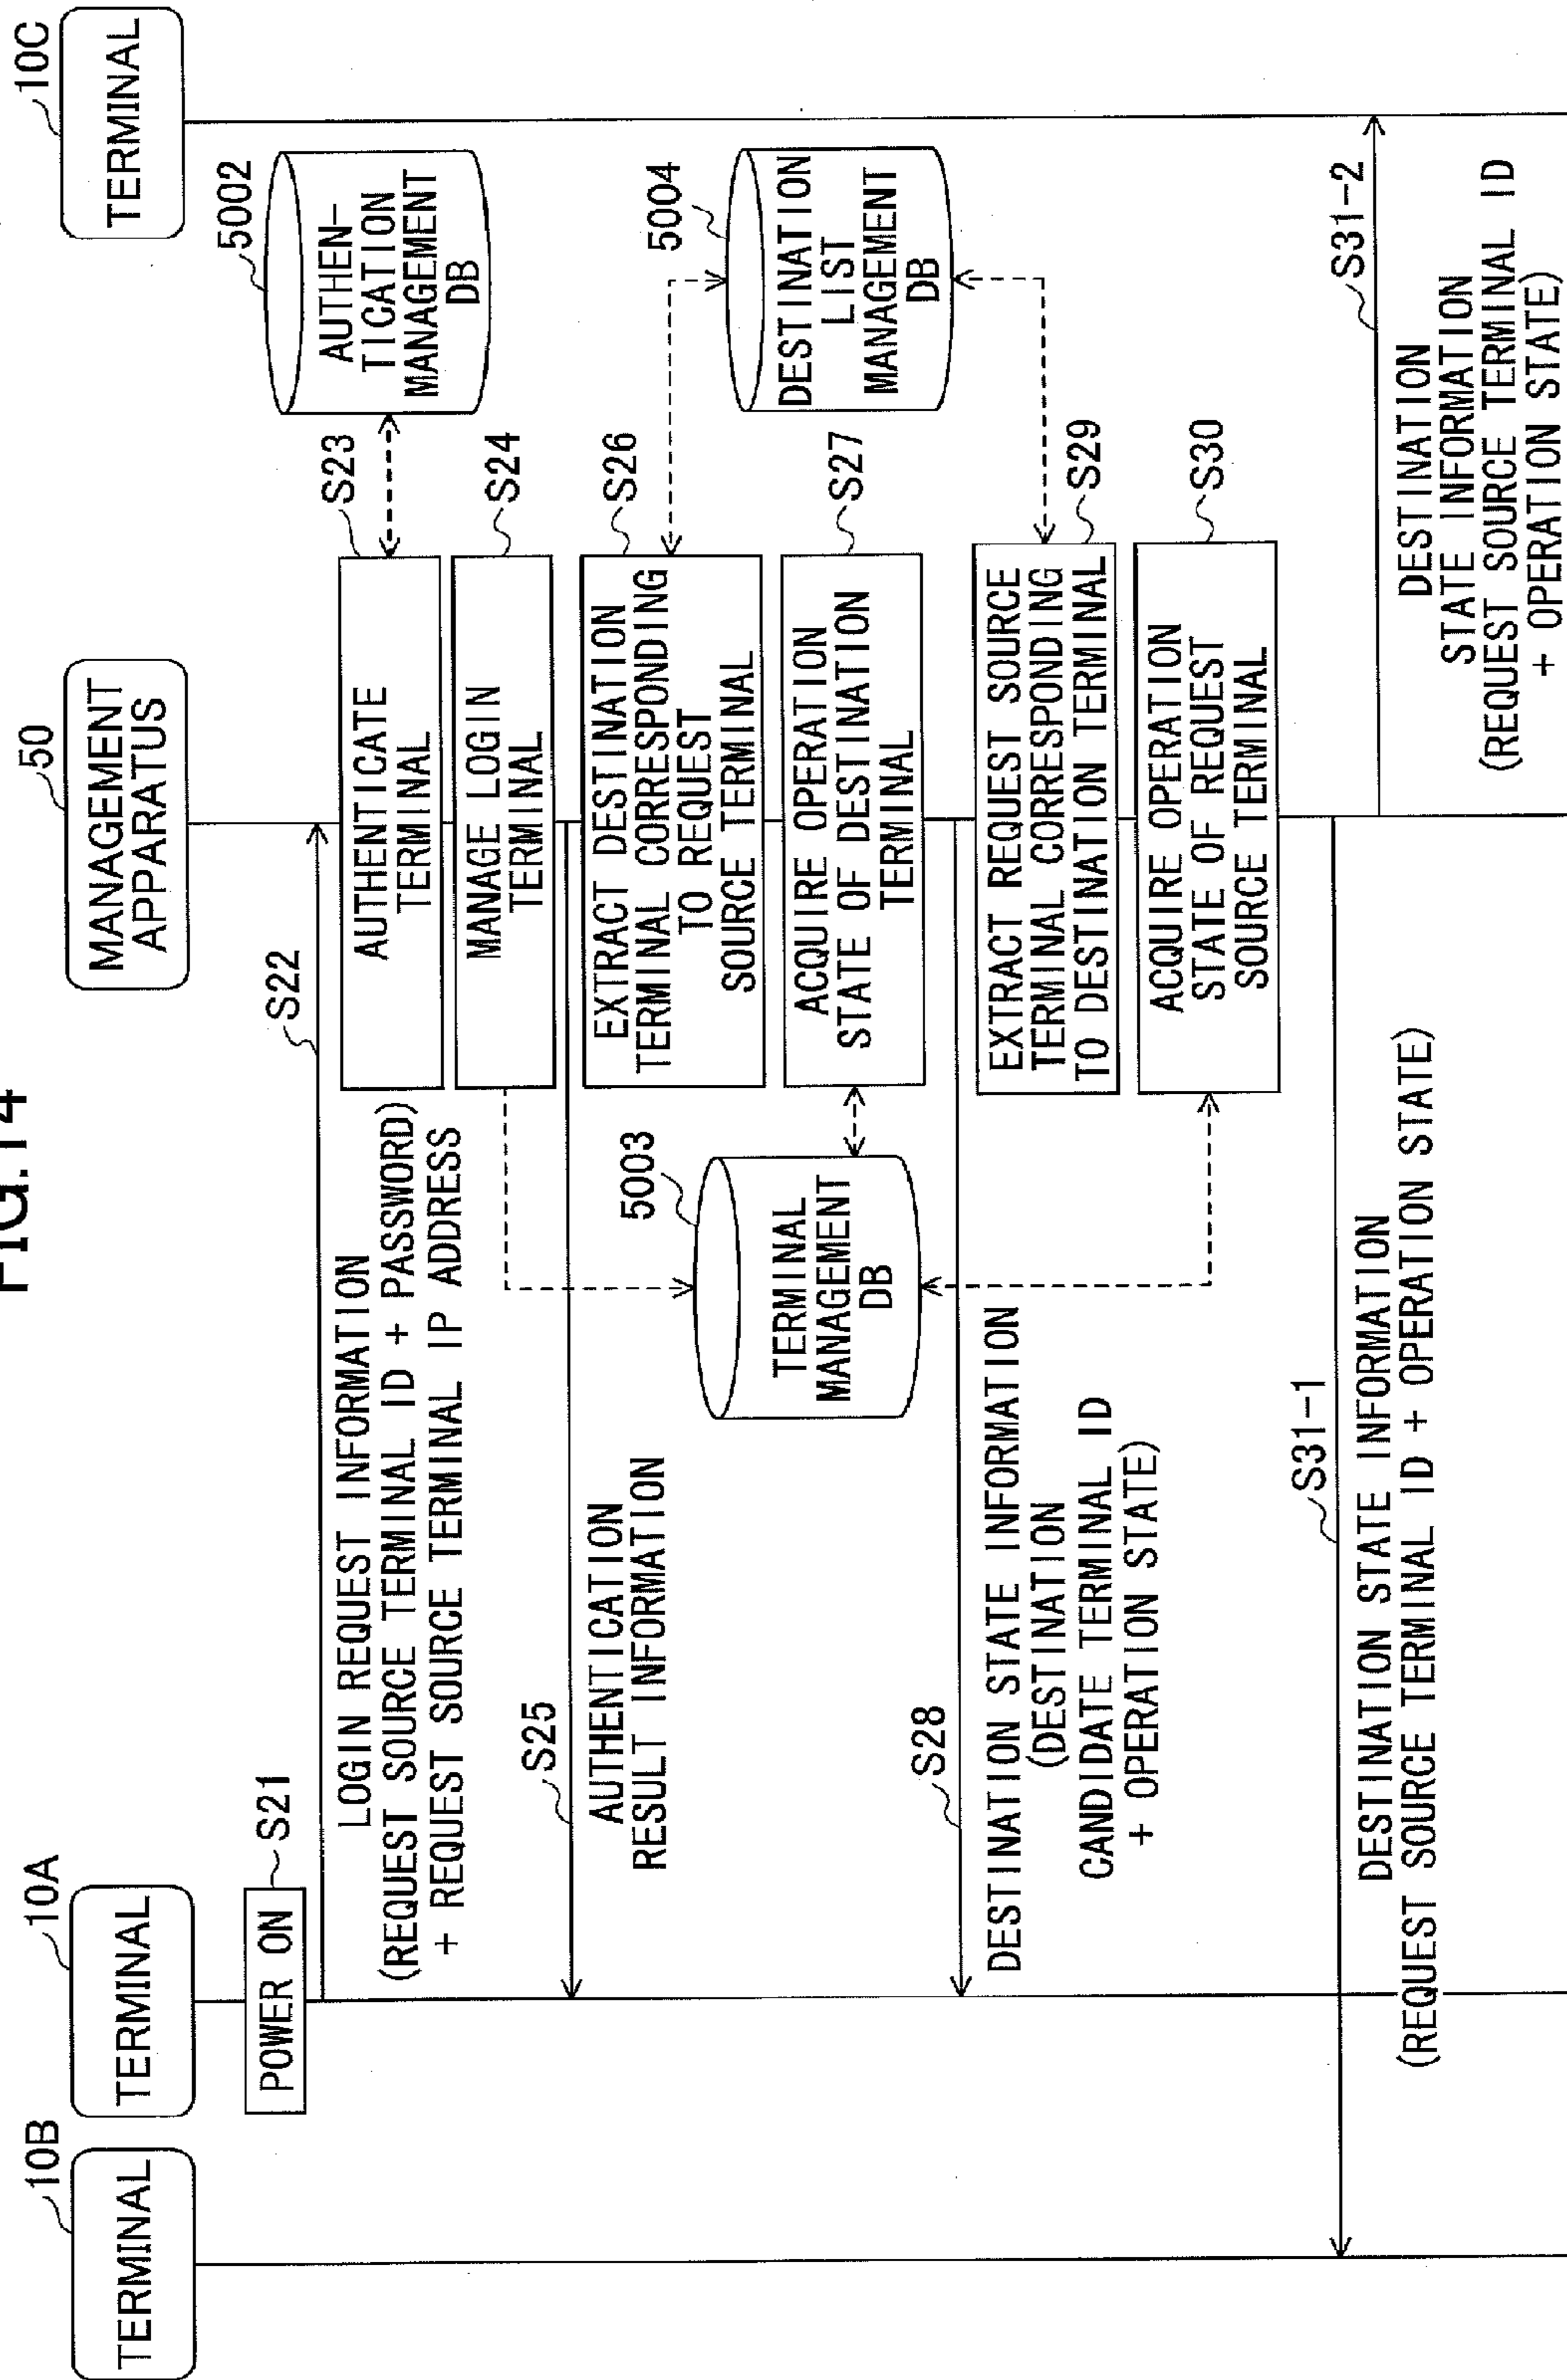 FIG.14
10B
TERMINAL
10A
TERMINAL
50
MANAGEMENT
APPARATUS
10C
TERMINAL
POWER ON
S21
S22
LOGIN REQUEST INFORMATION
(REQUEST SOURCE TERMINAL ID + PASSWORD)
+ REQUEST SOURCE TERMINAL IP ADDRESS
AUTHENTICATE
TERMINAL
S23
5002
AUTHEN-
TICATION
MANAGEMENT
DB
MANAGE LOGIN
TERMINAL
S24
S25
AUTHENTICATION
RESULT INFORMATION
EXTRACT DESTINATION
TERMINAL CORRESPONDING
TO REQUEST
SOURCE TERMINAL
S26
5003
TERMINAL
MANAGEMENT
DB
5004
DESTINATION
LIST
MANAGEMENT
DB
ACQUIRE OPERATION
STATE OF DESTINATION
TERMINAL
S27
S28
DESTINATION STATE INFORMATION
(DESTINATION
CANDIDATE TERMINAL ID
+ OPERATION STATE)
EXTRACT REQUEST SOURCE
TERMINAL CORRESPONDING
TO DESTINATION TERMINAL
S29
ACQUIRE OPERATION
STATE OF REQUEST
SOURCE TERMINAL
S30
S31-1
DESTINATION STATE INFORMATION
(REQUEST SOURCE TERMINAL ID + OPERATION STATE)
S31-2
DESTINATION
STATE INFORMATION
(REQUEST SOURCE TERMINAL ID
+ OPERATION STATE)